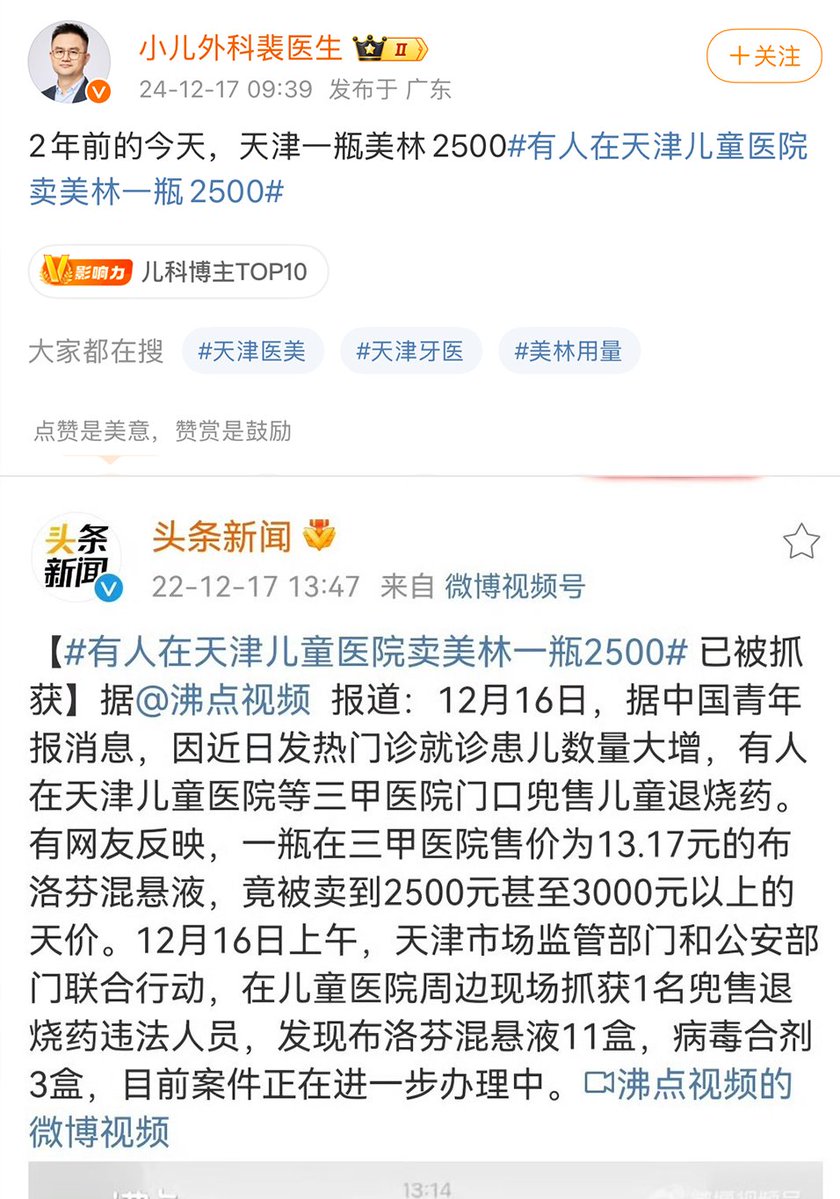 小儿外科裴医生 II
24-12-17 09:39 发布于 广东
+关注
2年前的今天，天津一瓶美林2500#有人在天津儿童医院
卖美林一瓶2500#
影响力 儿科博主TOP10
大家都在搜 #天津医美 #天津牙医 #美林用量
点赞是美意，赞赏是鼓励
头条
新闻
头条新闻
22-12-17 13:47 来自 微博视频号
【#有人在天津儿童医院卖美林一瓶2500# 已被抓
获】据@沸点视频 报道：12月16日，据中国青年
报消息，因近日发热门诊就诊患儿数量大增，有人
在天津儿童医院等三甲医院门口兜售儿童退烧药。
有网友反映，一瓶在三甲医院售价为13.17元的布
洛芬混悬液，竟被卖到2500元甚至3000元以上的
天价。12月16日上午，天津市场监管部门和公安部
门联合行动，在儿童医院周边现场抓获1名兜售退
烧药违法人员，发现布洛芬混悬液11盒，病毒合剂
3盒，目前案件正在进一步办理中。沸点视频的
微博视频
13:14